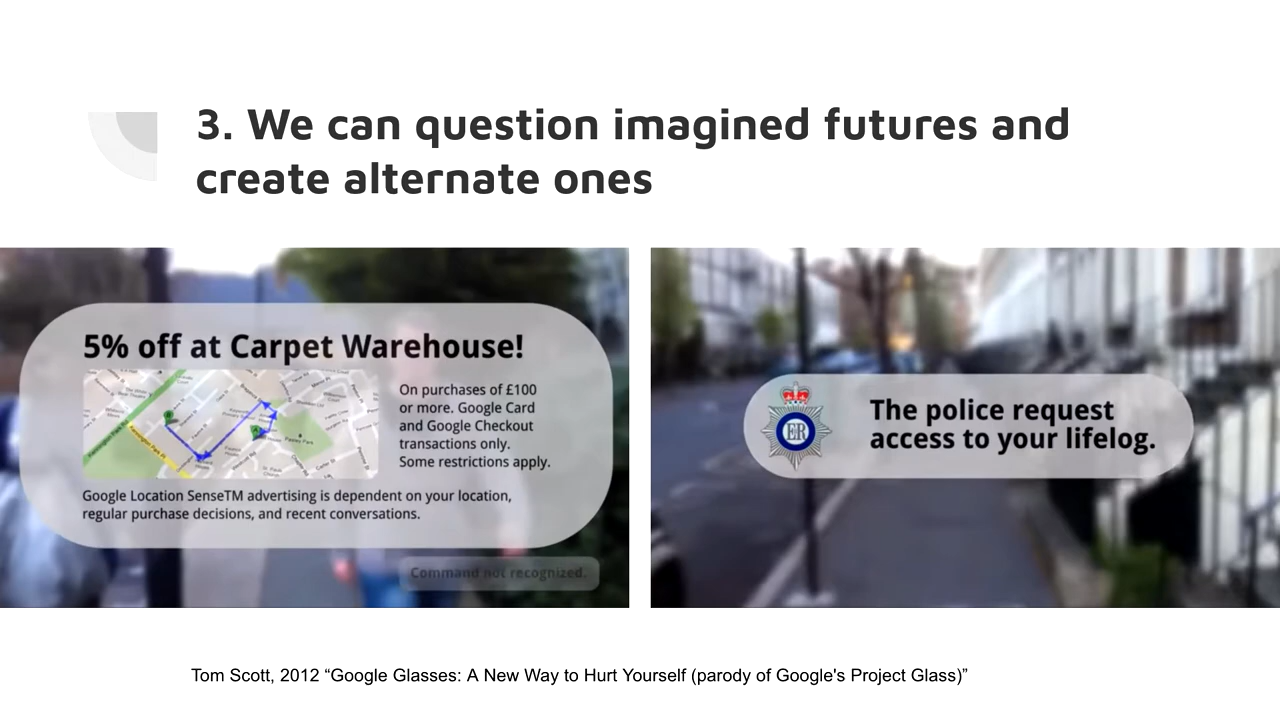 3. We can question imagined futures and
create alternate ones
5% off at Carpet Warehouse!
On purchases of £100
or more. Google Card
and Google Checkout
transactions only.
Some restrictions apply.
Google Location SenseTM advertising is dependent on your location,
regular purchase decisions, and recent conversations.
Command not recognized.
The police request
access to your lifelog.
Tom Scott, 2012 “Google Glasses: A New Way to Hurt Yourself (parody of Google's Project Glass)”